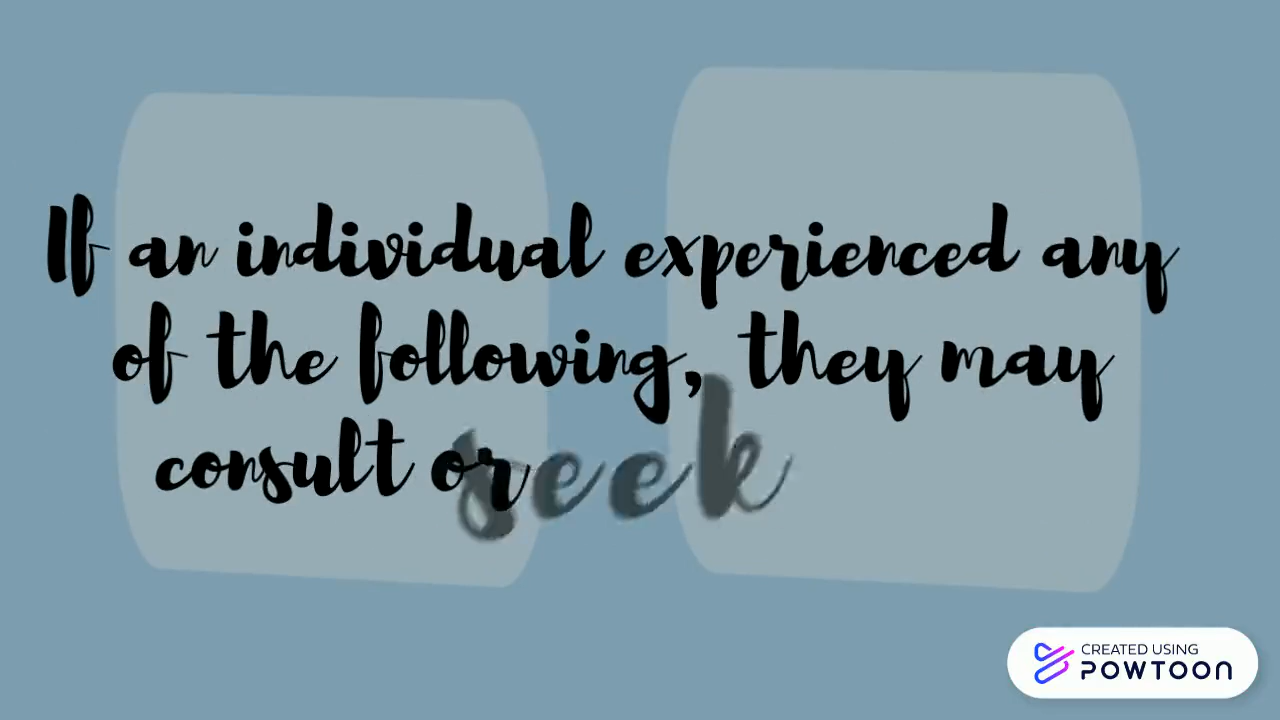 If an individual experienced any
of the following, they may
consult or seek
CREATED USING
POWTOON